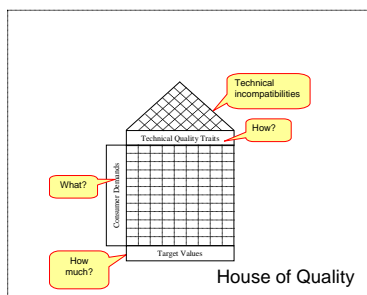 Technical
incompatibilities
How?
Technical Quality Traits
What?
Consumer Demands
How
much?
Target Values
House of Quality